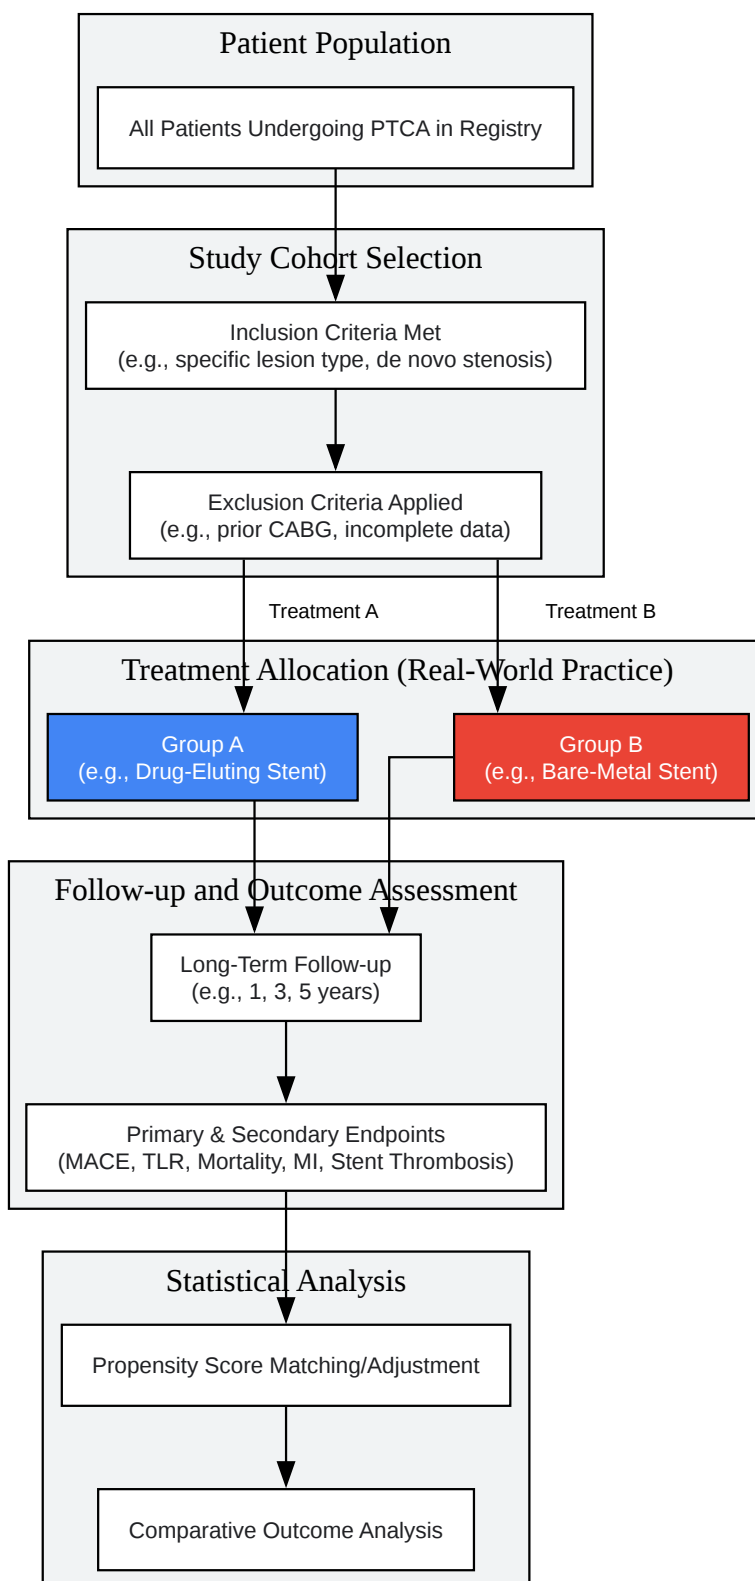 Patient Population
All Patients Undergoing PTCA in Registry
Study Cohort Selection
Inclusion Criteria Met
(e.g., specific lesion type, de novo stenosis)
Exclusion Criteria Applied
(e.g., prior CABG, incomplete data)
Treatment A
Treatment B
Treatment Allocation (Real-World Practice)
Group A
(e.g., Drug-Eluting Stent)
Group B
(e.g., Bare-Metal Stent)
Follow-up and Outcome Assessment
Long-Term Follow-up
(e.g., 1, 3, 5 years)
Primary & Secondary Endpoints
(MACE, TLR, Mortality, MI, Stent Thrombosis)
Statistical Analysis
Propensity Score Matching/Adjustment
Comparative Outcome Analysis